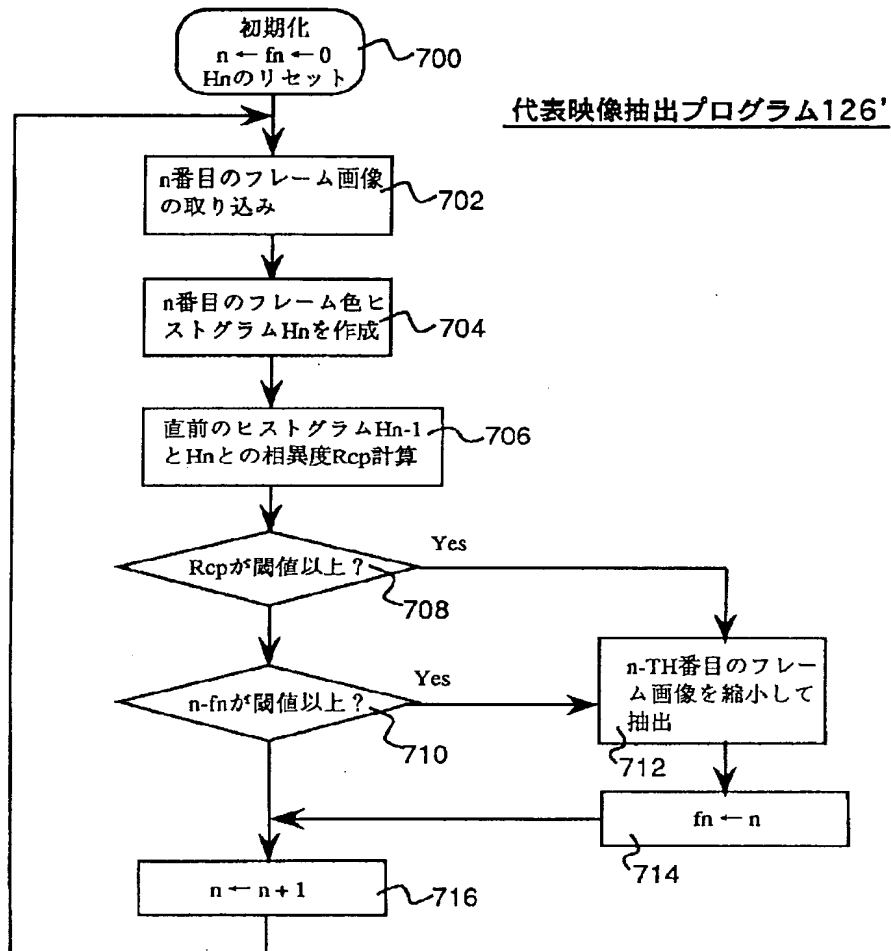 初期化
n ← fn ← 0
Hnのリセット
700
代表映像抽出プログラム126'
n番目のフレーム画像
の取り込み
702
n番目のフレーム色ヒ
ストグラムHnを作成
704
直前のヒストグラムHn-1
とHnとの相異度Rcp計算
706
Rcpが閾値以上？
Yes
708
n-fnが閾値以上？
Yes
710
n-TH番目のフレー
ム画像を縮小して
抽出
712
fn ← n
714
n ← n + 1
716